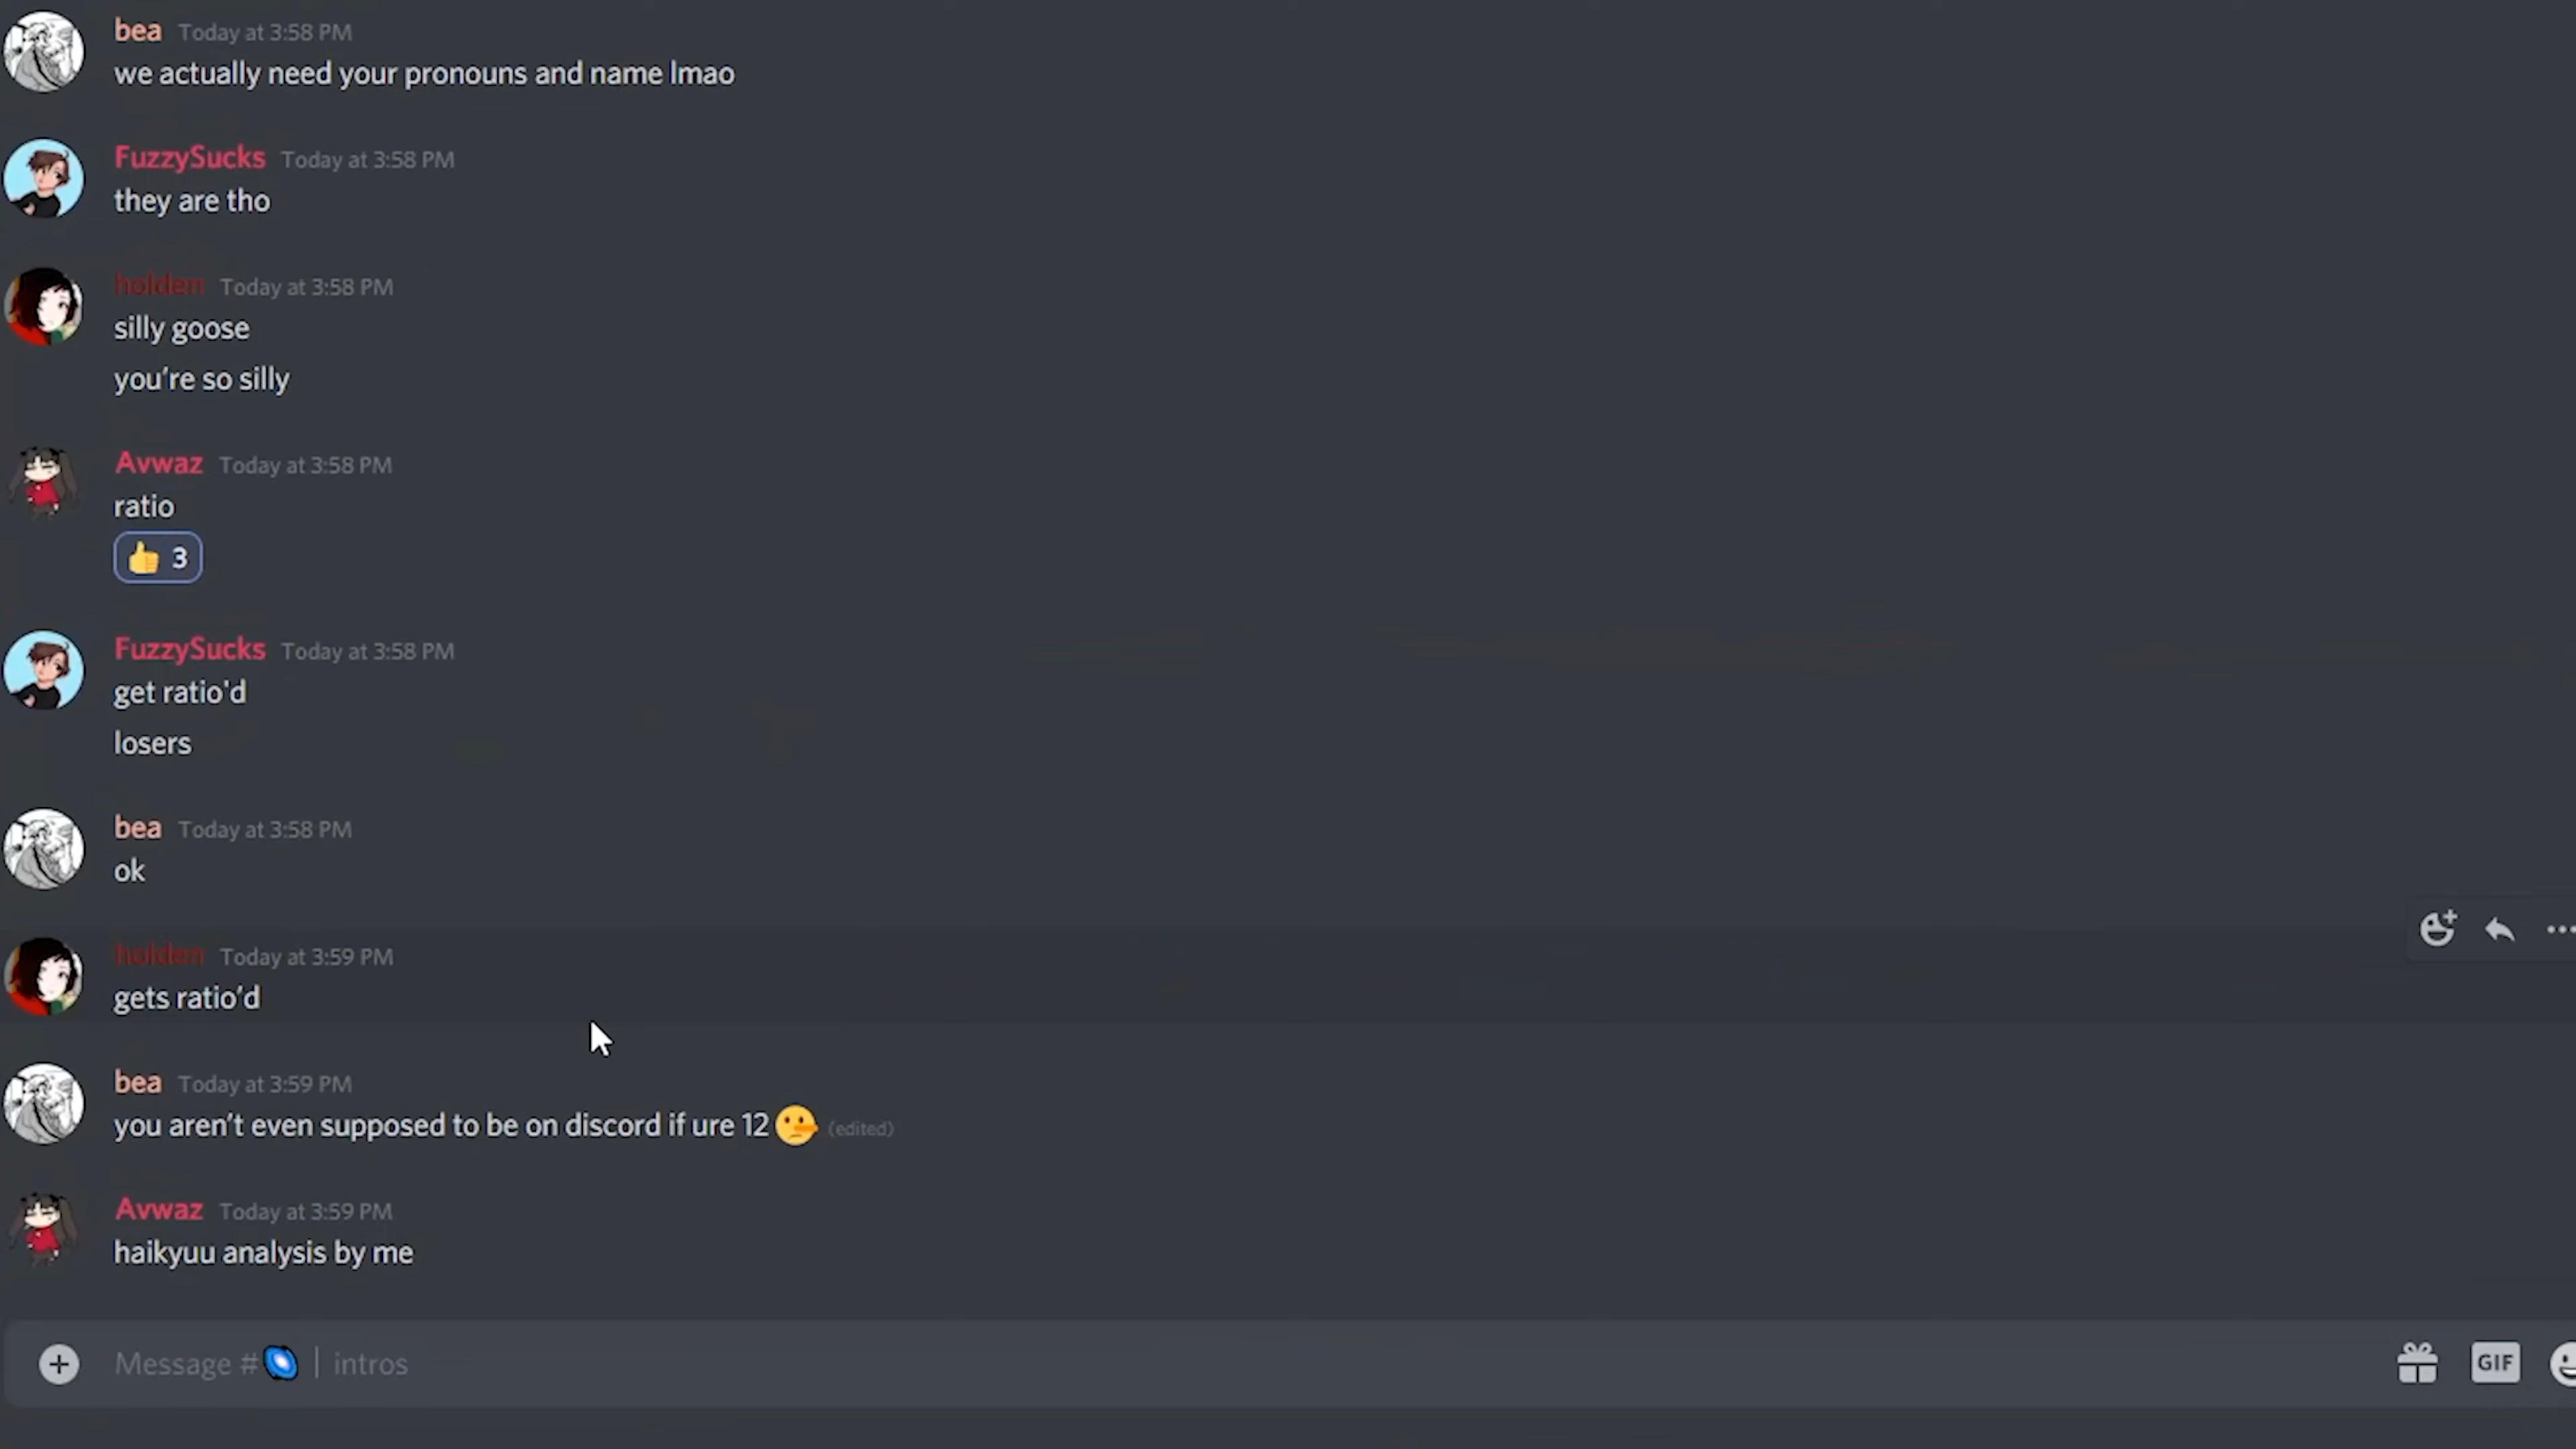 bea Today at 3:58 PM
we actually need your pronouns and name lmao
FuzzySucks Today at 3:58 PM
they are tho
holden Today at 3:58 PM
silly goose
you're so silly
Avwaz Today at 3:58 PM
ratio
👍 3
FuzzySucks Today at 3:58 PM
get ratio'd
losers
bea Today at 3:58 PM
ok
holden Today at 3:59 PM
gets ratio'd
bea Today at 3:59 PM
you aren't even supposed to be on discord if ure 12 🤥 (edited)
Avwaz Today at 3:59 PM
haikyuu analysis by me
Message # | intros
GIF